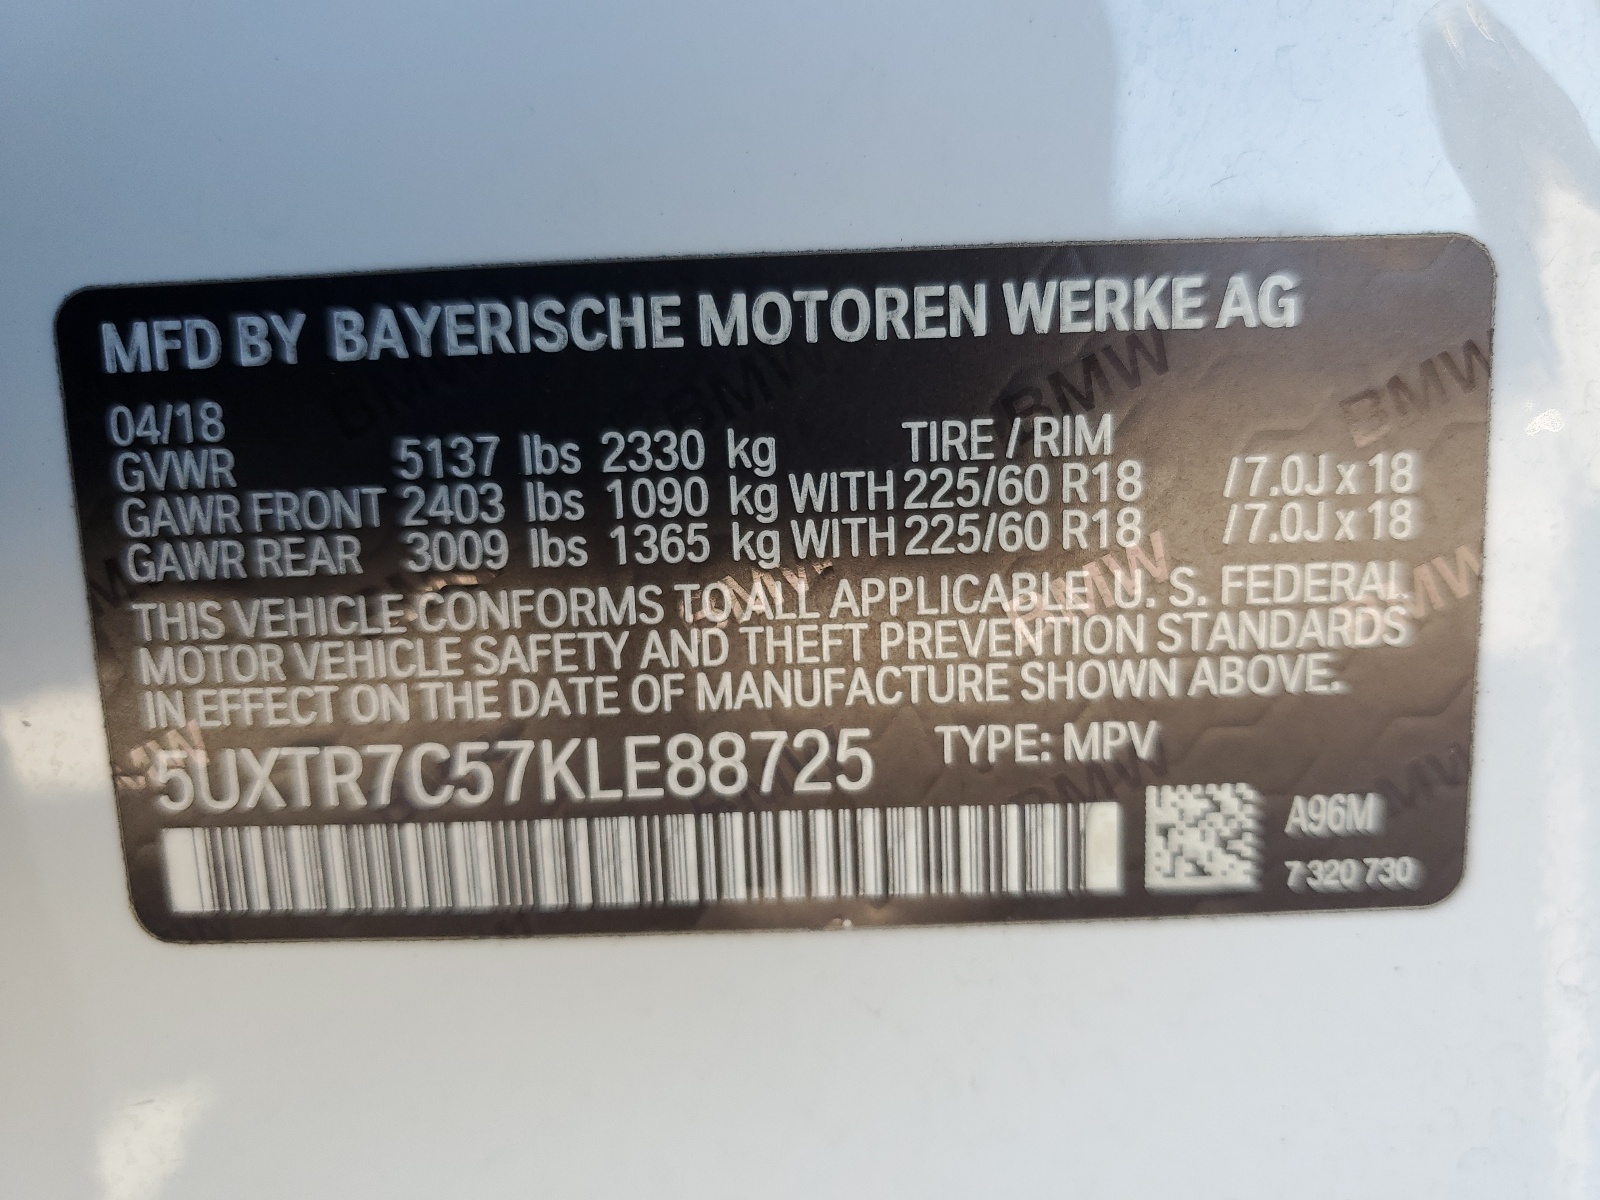 MFD BY BAYERISCHE MOTOREN WERKE AG
04/18
GVWR 5137 lbs 2330 kg TIRE / RIM
GAWR FRONT 2403 lbs 1090 kg WITH 225/60 R18 / 7.0J x 18
GAWR REAR 3009 lbs 1365 kg WITH 225/60 R18 / 7.0J x 18
THIS VEHICLE CONFORMS TO ALL APPLICABLE U. S. FEDERAL
MOTOR VEHICLE SAFETY AND THEFT PREVENTION STANDARDS
IN EFFECT ON THE DATE OF MANUFACTURE SHOWN ABOVE.
5UXTR7C57KLE88725 TYPE: MPV
A96M
7 320 730